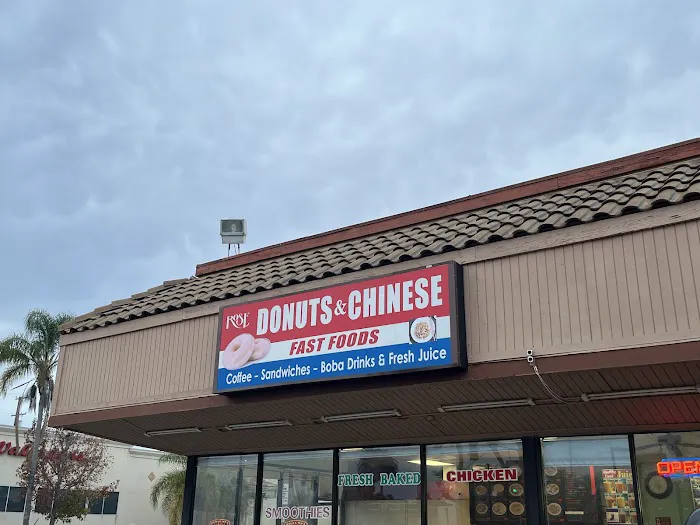 ROSE
DONUTS & CHINESE
FAST FOODS
Coffee - Sandwiches - Boba Drinks & Fresh Juice
FRESH BAKED
CHICKEN
SMOOTHIES
OPEN